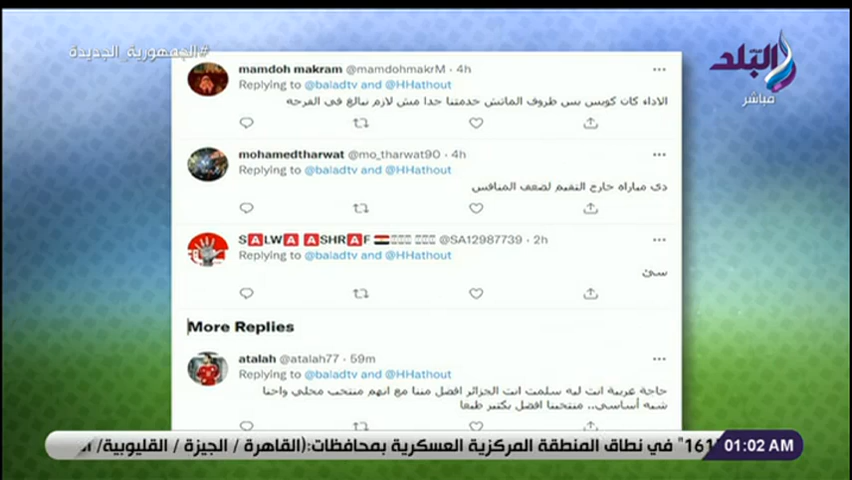 #الجمهورية_الجديدة
البلد
مباشر
mamdoh makram @mamdohmakrM · 4h
Replying to @baladtv and @HHathout
الاداء كان كويس بس ظروف الماتش خدمتنا جدا مش لازم نبالغ في الفرحه
mohamedtharwat @mo_tharwat90 · 4h
Replying to @baladtv and @HHathout
دي مباراه خارج التقيم لضعف المنافس
S🅰LW🅰 🅰SHR🅰F @SA12987739 · 2h
Replying to @baladtv and @HHathout
سئ
More Replies
atalah @atalah77 · 59m
Replying to @baladtv and @HHathout
حاجة غريبة انت ليه سلمت انت الجزائر افضل مننا مع انهم منتخب محلي واحنا
شبه أساسي.. منتخبنا افضل بكتير طبعا
161" في نطاق المنطقة المركزية العسكرية بمحافظات:(القاهرة / الجيزة / القليوبية/
01:02 AM